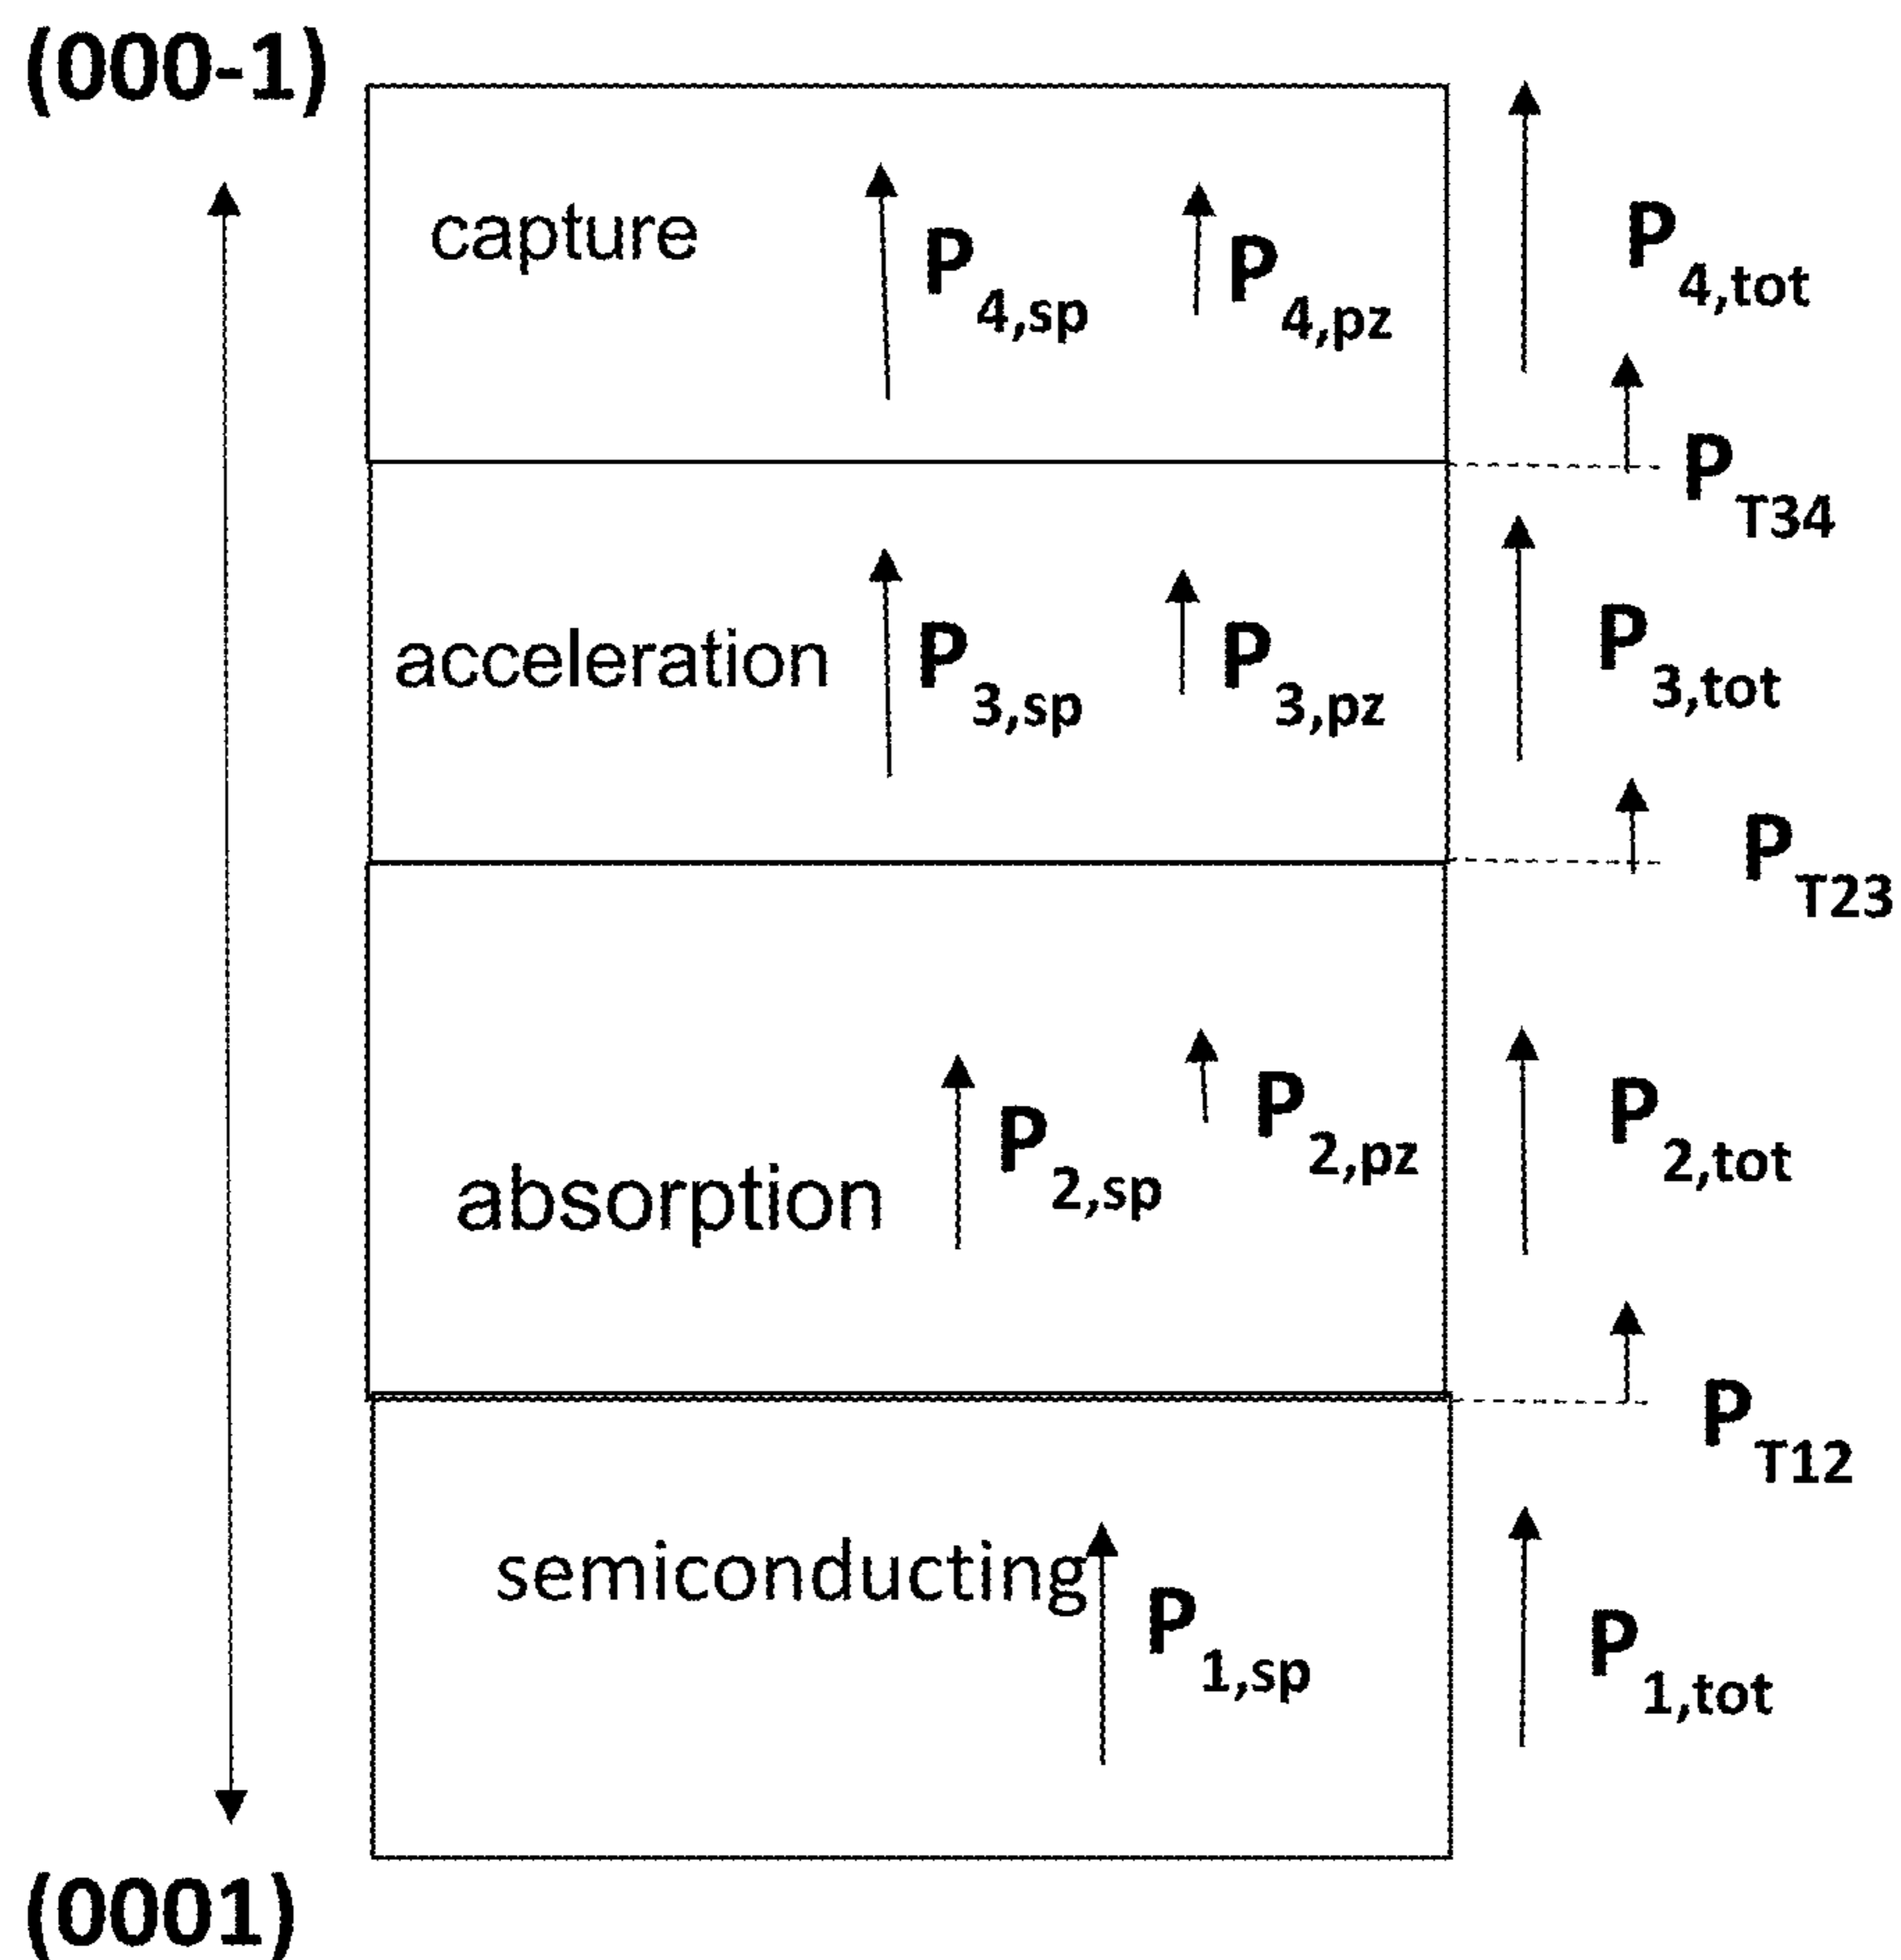 (000-1)
capture P4,sp P4,pz P4,tot
PT34
acceleration P3,sp P3,pz P3,tot
PT23
absorption P2,sp P2,pz P2,tot
PT12
semiconducting P1,sp P1,tot
(0001)